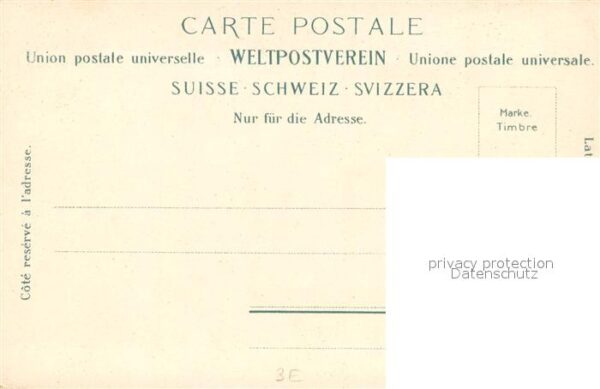 CARTE POSTALE
Union postale universelle · WELTPOSTVEREIN · Unione postale universale.
SUISSE · SCHWEIZ · SVIZZERA
Nur für die Adresse.
Marke.
Timbre
Côté reservé à l'adresse.
privacy protection
Datenschutz
3E